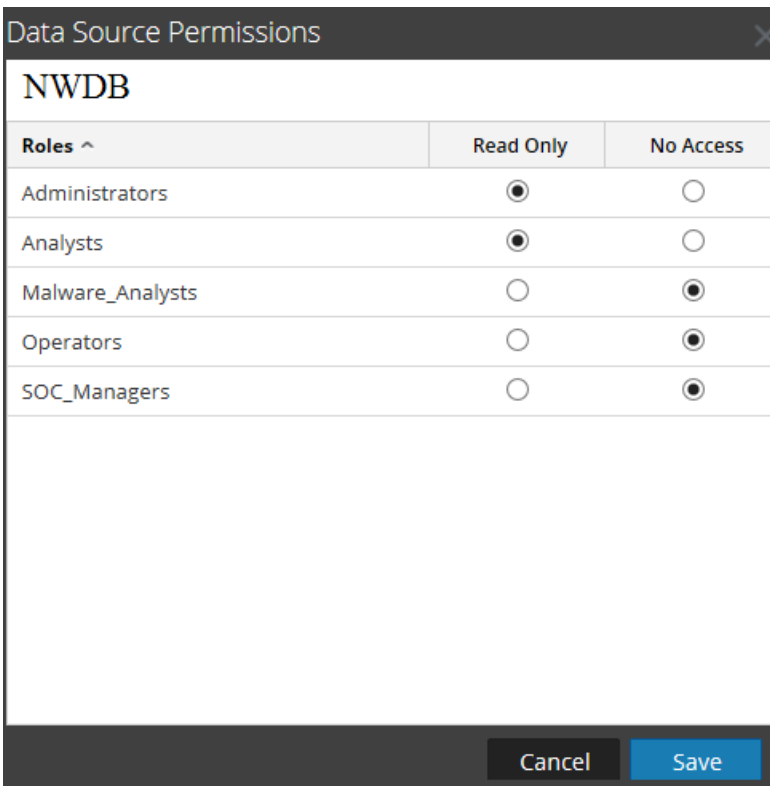 Data Source Permissions
NWDB
Roles Read Only No Access
Administrators
Analysts
Malware_Analysts
Operators
SOC_Managers
Cancel Save